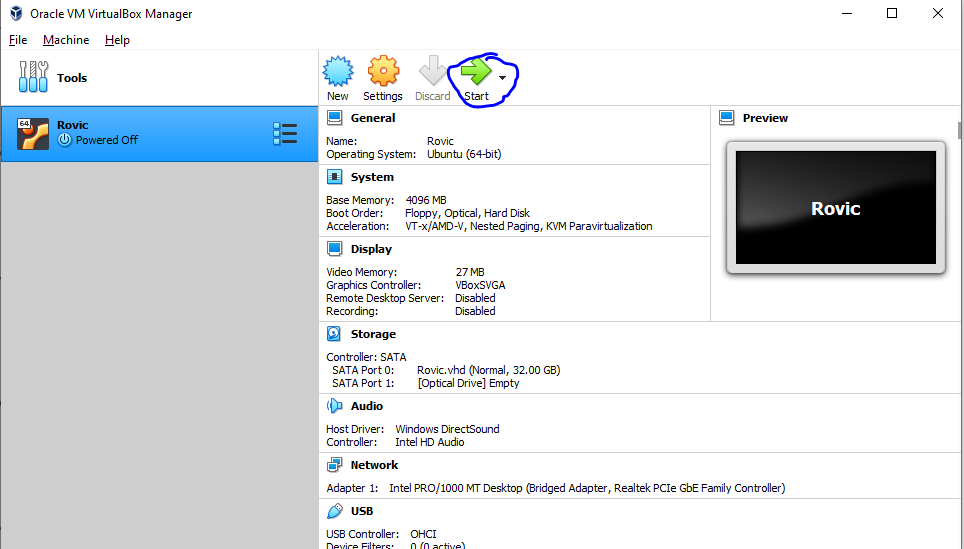 Oracle VM VirtualBox Manager
File Machine Help
Tools
New Settings Discard Start
64
Rovic
Powered Off
General
Name: Rovic
Operating System: Ubuntu (64-bit)
System
Base Memory: 4096 MB
Boot Order: Floppy, Optical, Hard Disk
Acceleration: VT-x/AMD-V, Nested Paging, KVM Paravirtualization
Preview
Rovic
Display
Video Memory: 27 MB
Graphics Controller: VBoxSVGA
Remote Desktop Server: Disabled
Recording: Disabled
Storage
Controller: SATA
SATA Port 0: Rovic.vhd (Normal, 32.00 GB)
SATA Port 1: [Optical Drive] Empty
Audio
Host Driver: Windows DirectSound
Controller: Intel HD Audio
Network
Adapter 1: Intel PRO/1000 MT Desktop (Bridged Adapter, Realtek PCIe GbE Family Controller)
USB
USB Controller: OHCI
Device Filters: 0 (0 active)